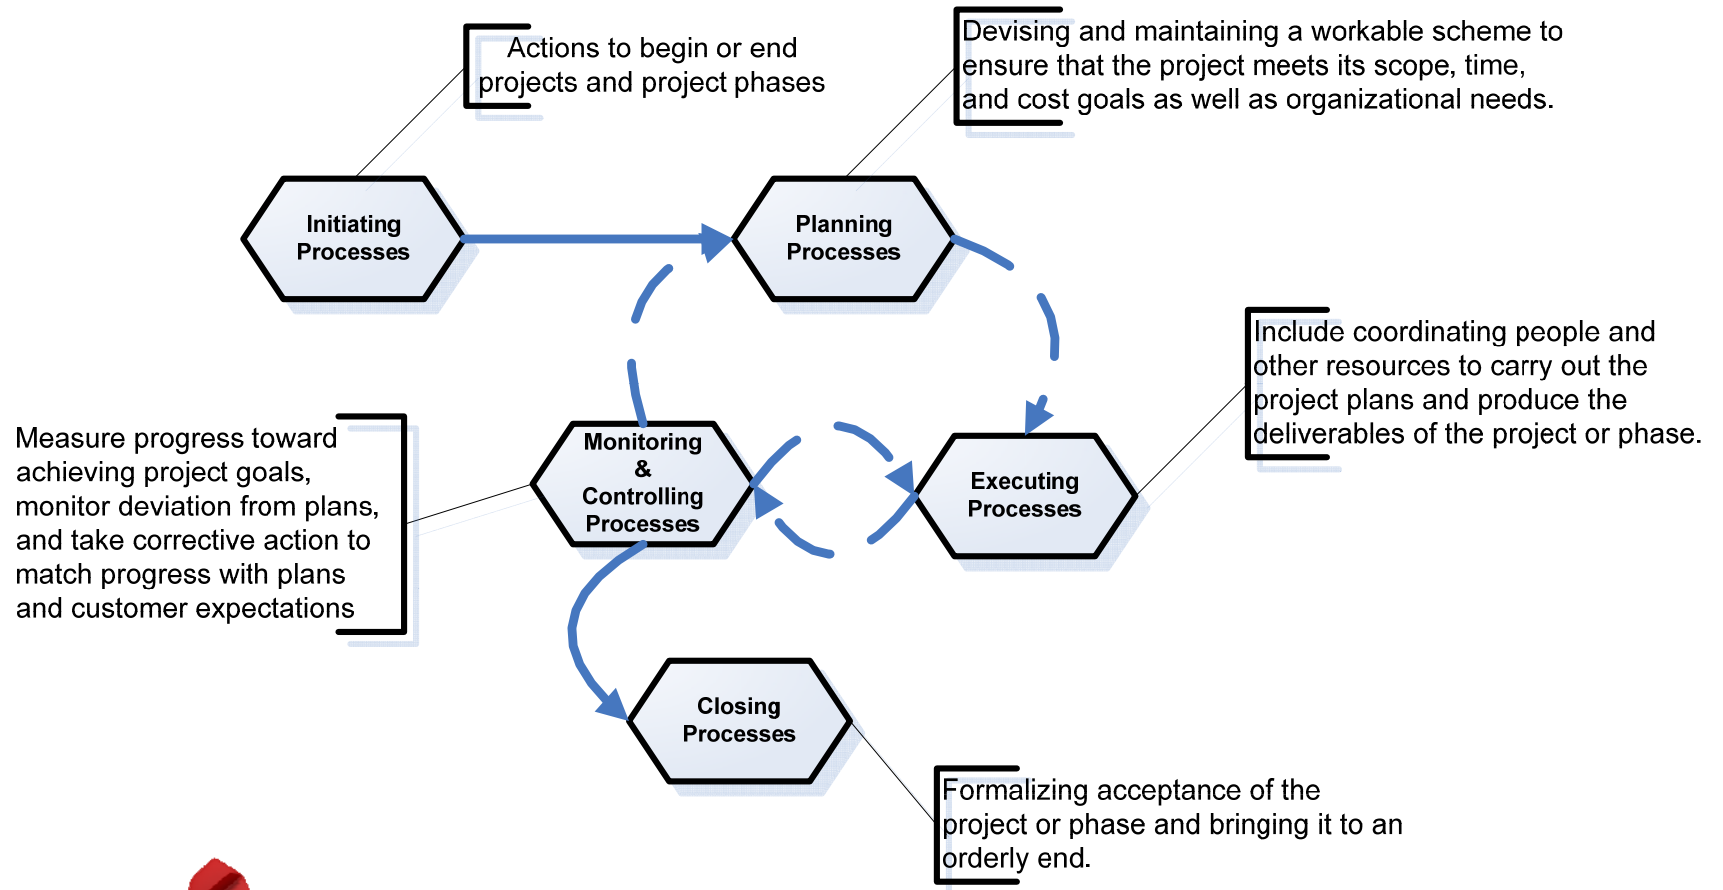 Actions to begin or end
projects and project phases
Devising and maintaining a workable scheme to
ensure that the project meets its scope, time,
and cost goals as well as organizational needs.
Initiating
Processes
Planning
Processes
Include coordinating people and
other resources to carry out the
project plans and produce the
deliverables of the project or phase.
Measure progress toward
achieving project goals,
monitor deviation from plans,
and take corrective action to
match progress with plans
and customer expectations
Monitoring
&
Controlling
Processes
Executing
Processes
Closing
Processes
Formalizing acceptance of the
project or phase and bringing it to an
orderly end.